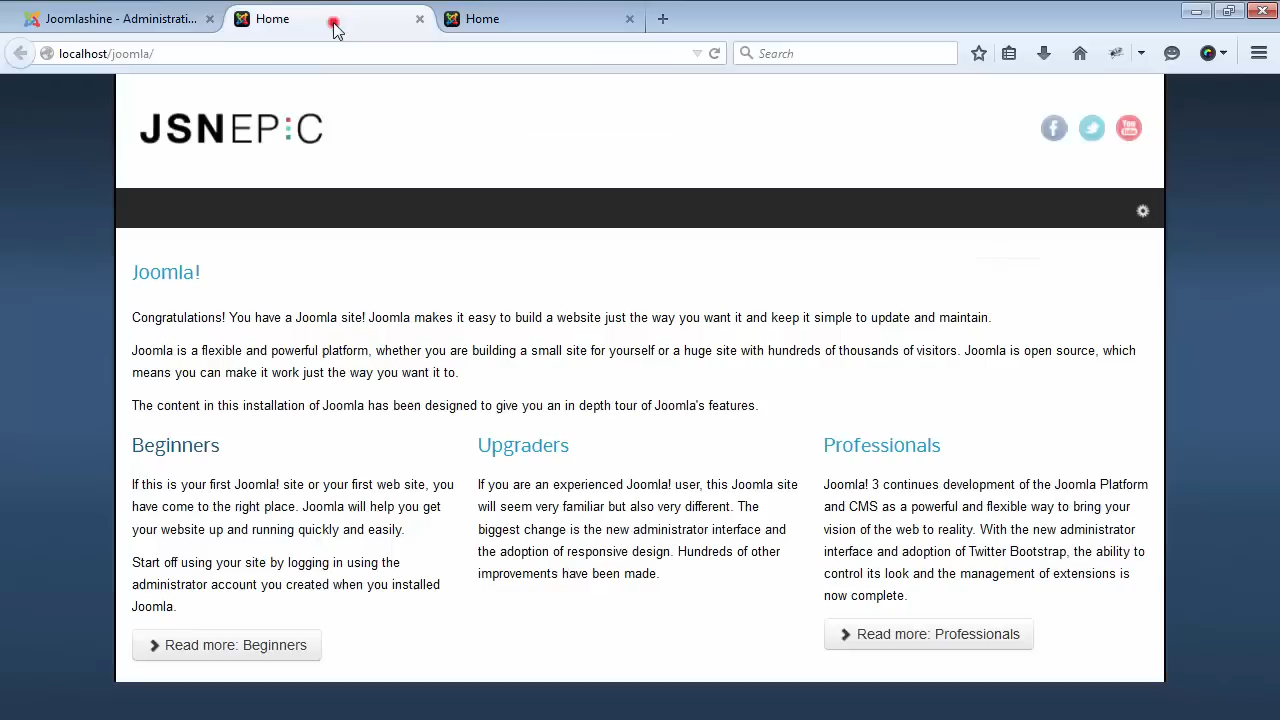 Joomlashine - Administrati...
Home
Home
localhost/joomla/
Search
JSNEPIC
f
You
Tube
Joomla!
Congratulations! You have a Joomla site! Joomla makes it easy to build a website just the way you want it and keep it simple to update and maintain.
Joomla is a flexible and powerful platform, whether you are building a small site for yourself or a huge site with hundreds of thousands of visitors. Joomla is open source, which
means you can make it work just the way you want it to.
The content in this installation of Joomla has been designed to give you an in depth tour of Joomla's features.
Beginners
If this is your first Joomla! site or your first web site, you
have come to the right place. Joomla will help you get
your website up and running quickly and easily.
Start off using your site by logging in using the
administrator account you created when you installed
Joomla.
Read more: Beginners
Upgraders
If you are an experienced Joomla! user, this Joomla site
will seem very familiar but also very different. The
biggest change is the new administrator interface and
the adoption of responsive design. Hundreds of other
improvements have been made.
Professionals
Joomla! 3 continues development of the Joomla Platform
and CMS as a powerful and flexible way to bring your
vision of the web to reality. With the new administrator
interface and adoption of Twitter Bootstrap, the ability to
control its look and the management of extensions is
now complete.
Read more: Professionals